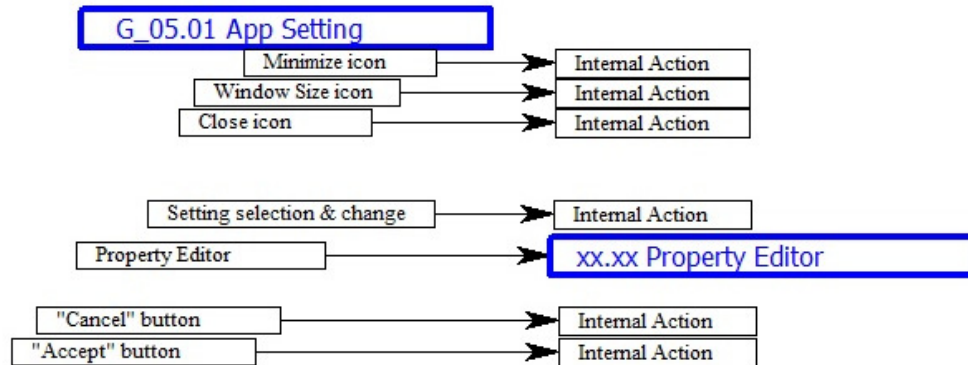 G_05.01 App Setting
Minimize icon
Internal Action
Window Size icon
Internal Action
Close icon
Internal Action
Setting selection & change
Internal Action
Property Editor
xx.xx Property Editor
"Cancel" button
Internal Action
"Accept" button
Internal Action